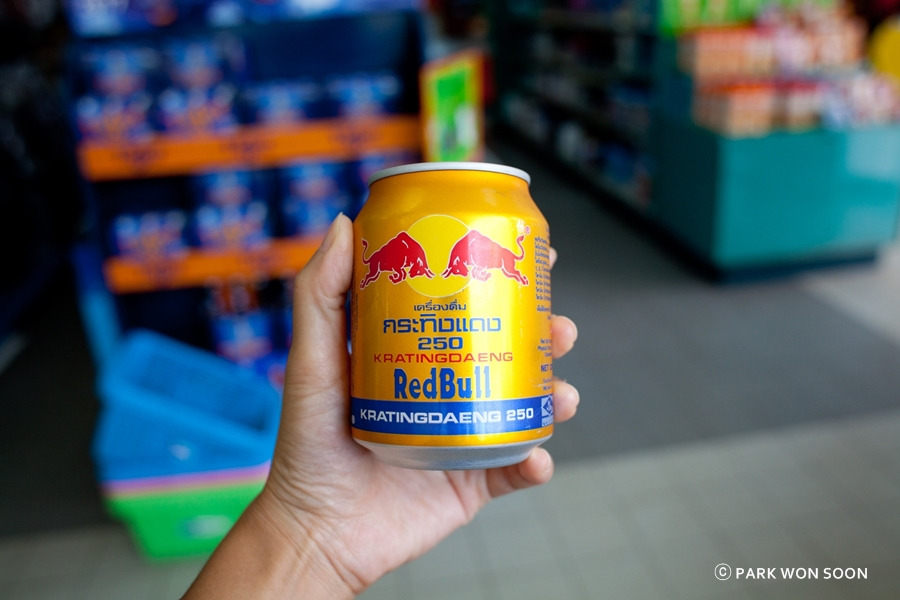 เครื่องดื่ม
กระทิงแดง
250
KRATINGDAENG
RedBull
KRATINGDAENG 250
ⓒ PARK WON SOON